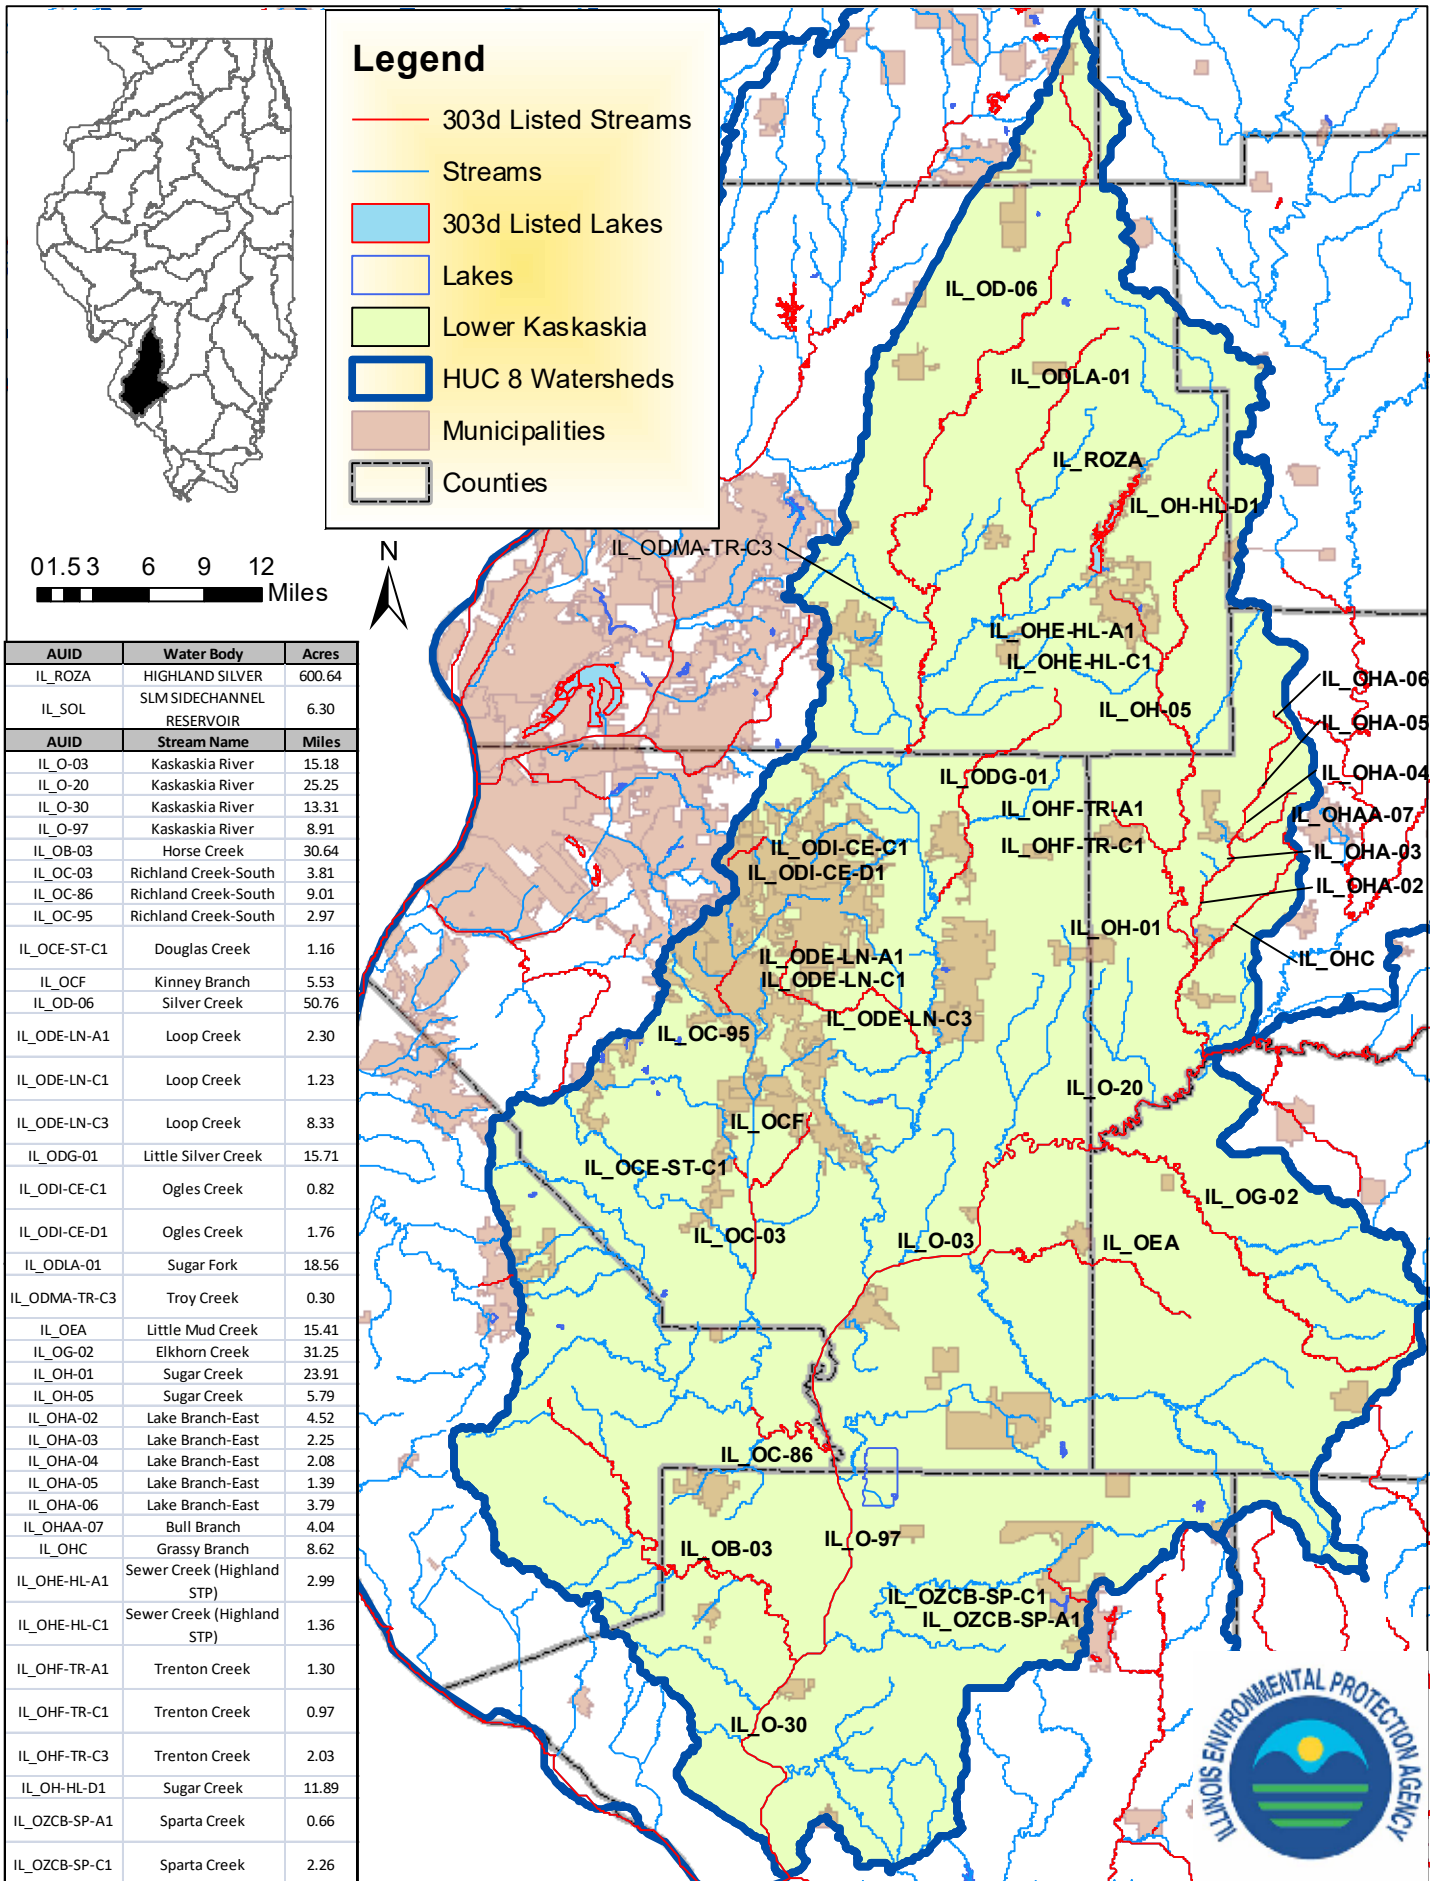 Legend
303d Listed Streams
Streams
303d Listed Lakes
Lakes
Lower Kaskaskia
HUC 8 Watersheds
Municipalities
Counties
N
01.5 3 6 9 12
Miles
AUID Water Body Acres
IL_ROZA HIGHLAND SILVER 600.64
IL_SOL SLM SIDECHANNEL RESERVOIR 6.30
AUID Stream Name Miles
IL_O-03 Kaskaskia River 15.18
IL_O-20 Kaskaskia River 25.25
IL_O-30 Kaskaskia River 13.31
IL_O-97 Kaskaskia River 8.91
IL_OB-03 Horse Creek 30.64
IL_OC-03 Richland Creek-South 3.81
IL_OC-86 Richland Creek-South 9.01
IL_OC-95 Richland Creek-South 2.97
IL_OCE-ST-C1 Douglas Creek 1.16
IL_OCF Kinney Branch 5.53
IL_OD-06 Silver Creek 50.76
IL_ODE-LN-A1 Loop Creek 2.30
IL_ODE-LN-C1 Loop Creek 1.23
IL_ODE-LN-C3 Loop Creek 8.33
IL_ODG-01 Little Silver Creek 15.71
IL_ODI-CE-C1 Ogles Creek 0.82
IL_ODI-CE-D1 Ogles Creek 1.76
IL_ODLA-01 Sugar Fork 18.56
IL_ODMA-TR-C3 Troy Creek 0.30
IL_OEA Little Mud Creek 15.41
IL_OG-02 Elkhorn Creek 31.25
IL_OH-01 Sugar Creek 23.91
IL_OH-05 Sugar Creek 5.79
IL_OHA-02 Lake Branch-East 4.52
IL_OHA-03 Lake Branch-East 2.25
IL_OHA-04 Lake Branch-East 2.08
IL_OHA-05 Lake Branch-East 1.39
IL_OHA-06 Lake Branch-East 3.79
IL_OHAA-07 Bull Branch 4.04
IL_OHC Grassy Branch 8.62
IL_OHE-HL-A1 Sewer Creek (Highland STP) 2.99
IL_OHE-HL-C1 Sewer Creek (Highland STP) 1.36
IL_OHF-TR-A1 Trenton Creek 1.30
IL_OHF-TR-C1 Trenton Creek 0.97
IL_OHF-TR-C3 Trenton Creek 2.03
IL_OH-HL-D1 Sugar Creek 11.89
IL_OZCB-SP-A1 Sparta Creek 0.66
IL_OZCB-SP-C1 Sparta Creek 2.26
IL_OD-06
IL_ODLA-01
IL_ROZA
IL_OH-HL-D1
IL_ODMA-TR-C3
IL_OHE-HL-A1
IL_OHE-HL-C1
IL_OHA-06
IL_OH-05
IL_OHA-05
IL_ODG-01
IL_OHA-04
IL_OHF-TR-A1
IL_OHAA-07
IL_ODI-CE-C1
IL_OHF-TR-C1
IL_OHA-03
IL_ODI-CE-D1
IL_OHA-02
IL_OH-01
IL_ODE-LN-A1
IL_OHC
IL_ODE-LN-C1
IL_ODE-LN-C3
IL_OC-95
IL_O-20
IL_OCF
IL_OCE-ST-C1
IL_OG-02
IL_OC-03
IL_O-03
IL_OEA
IL_OC-86
IL_O-97
IL_OB-03
IL_OZCB-SP-C1
IL_OZCB-SP-A1
IL_O-30
ILLINOIS ENVIRONMENTAL PROTECTION AGENCY